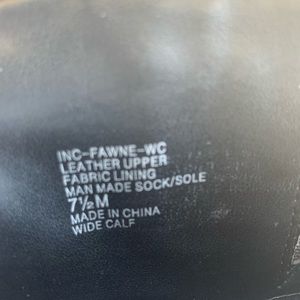 INC-FAWNE-WC
LEATHER UPPER
FABRIC LINING
MAN MADE SOCK/SOLE
7½M
MADE IN CHINA
WIDE CALF